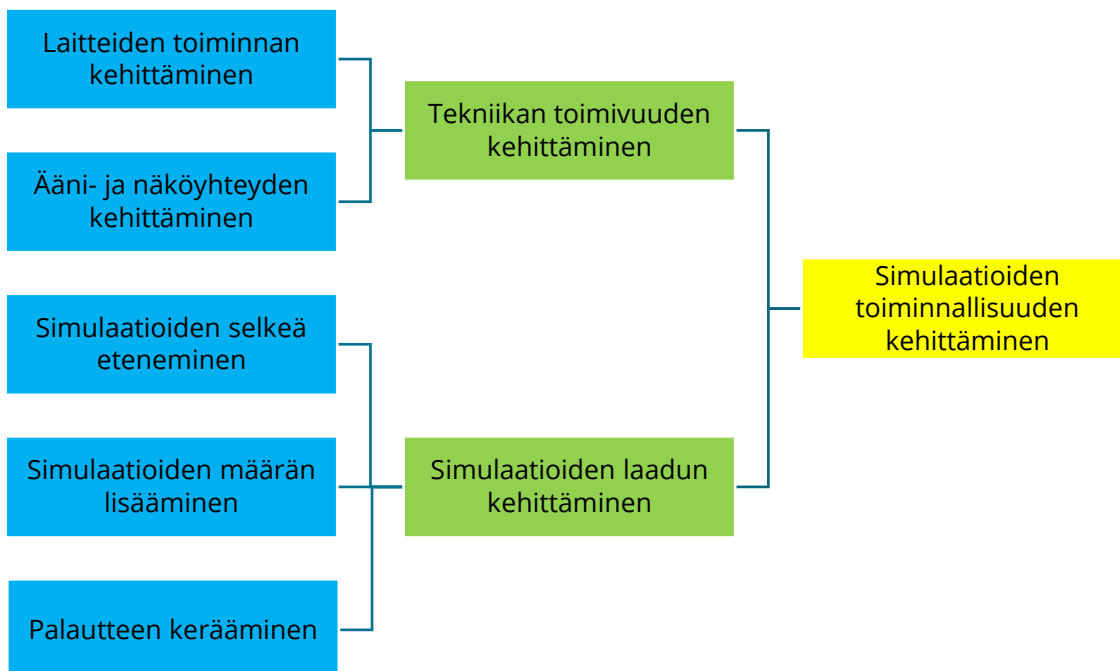 Laitteiden toiminnan
kehittäminen
Ääni- ja näköyhteyden
kehittäminen
Simulaatioiden selkeä
eteneminen
Simulaatioiden määrän
lisääminen
Palautteen kerääminen
Tekniikan toimivuuden
kehittäminen
Simulaatioiden laadun
kehittäminen
Simulaatioiden
toiminnallisuuden
kehittäminen